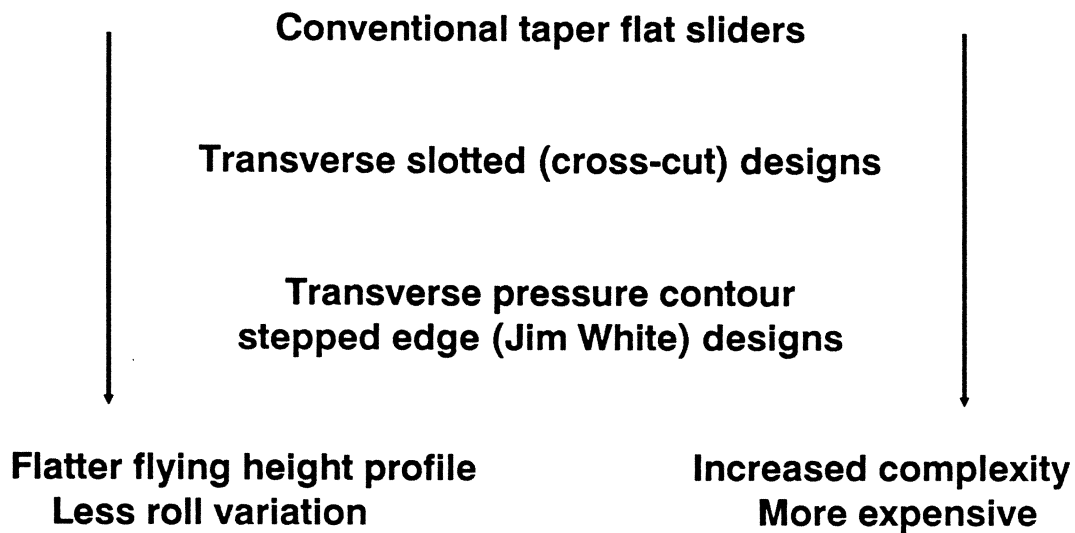 Conventional taper flat sliders
Transverse slotted (cross-cut) designs
Transverse pressure contour
stepped edge (Jim White) designs
Flatter flying height profile
Less roll variation
Increased complexity
More expensive